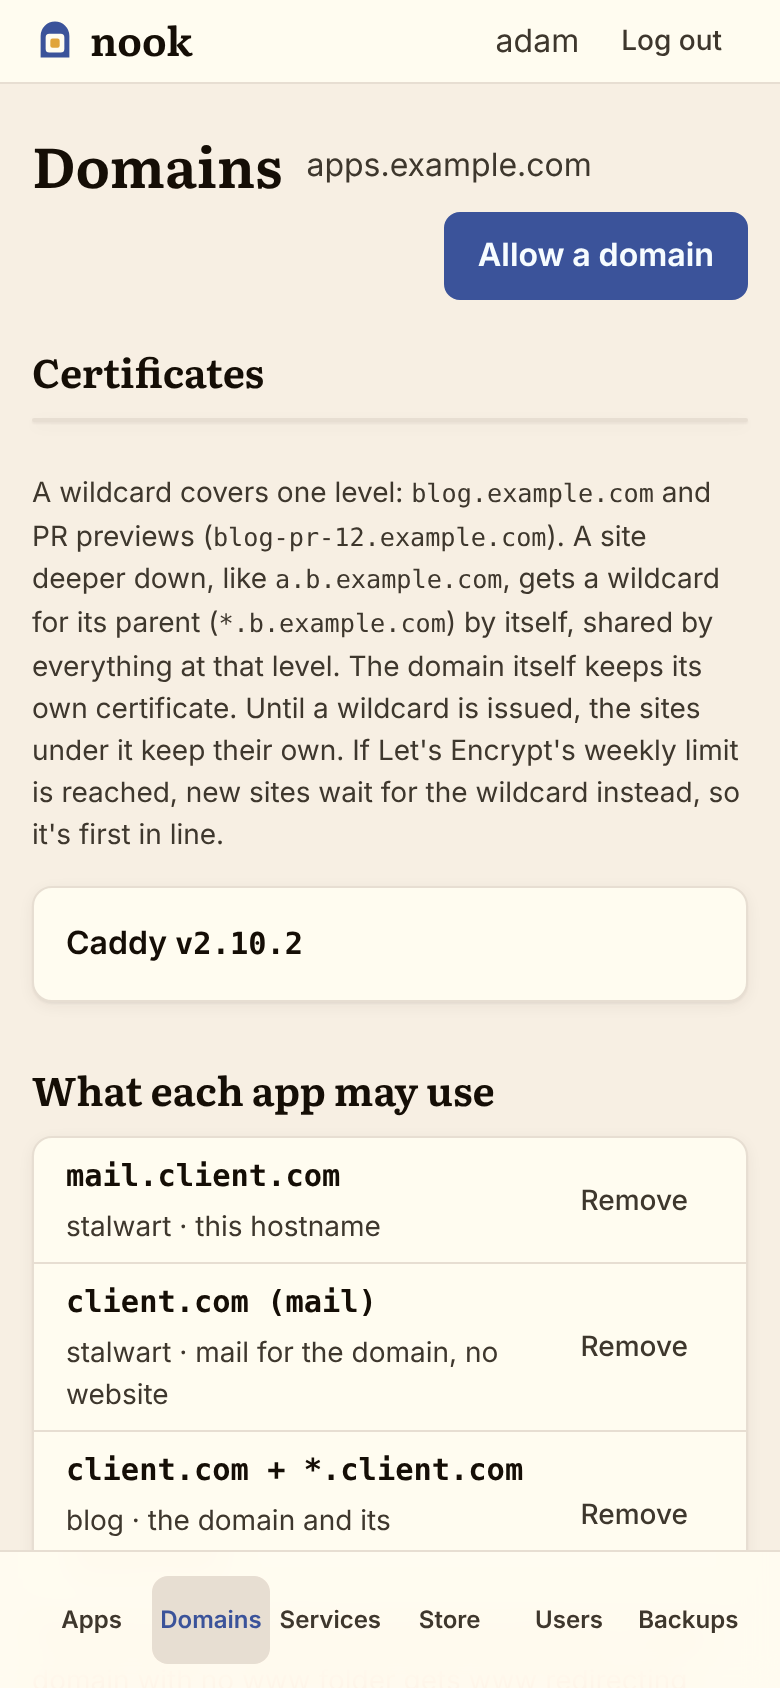 nook
adam
Log out
Domains apps.example.com
Allow a domain
Certificates
A wildcard covers one level: blog.example.com and
PR previews (blog-pr-12.example.com). A site
deeper down, like a.b.example.com, gets a wildcard
for its parent (*.b.example.com) by itself, shared by
everything at that level. The domain itself keeps its
own certificate. Until a wildcard is issued, the sites
under it keep their own. If Let's Encrypt's weekly limit
is reached, new sites wait for the wildcard instead, so
it's first in line.
Caddy v2.10.2
What each app may use
mail.client.com
stalwart · this hostname
Remove
client.com (mail)
stalwart · mail for the domain, no
website
Remove
client.com + *.client.com
blog · the domain and its
Remove
Apps
Domains
Services
Store
Users
Backups